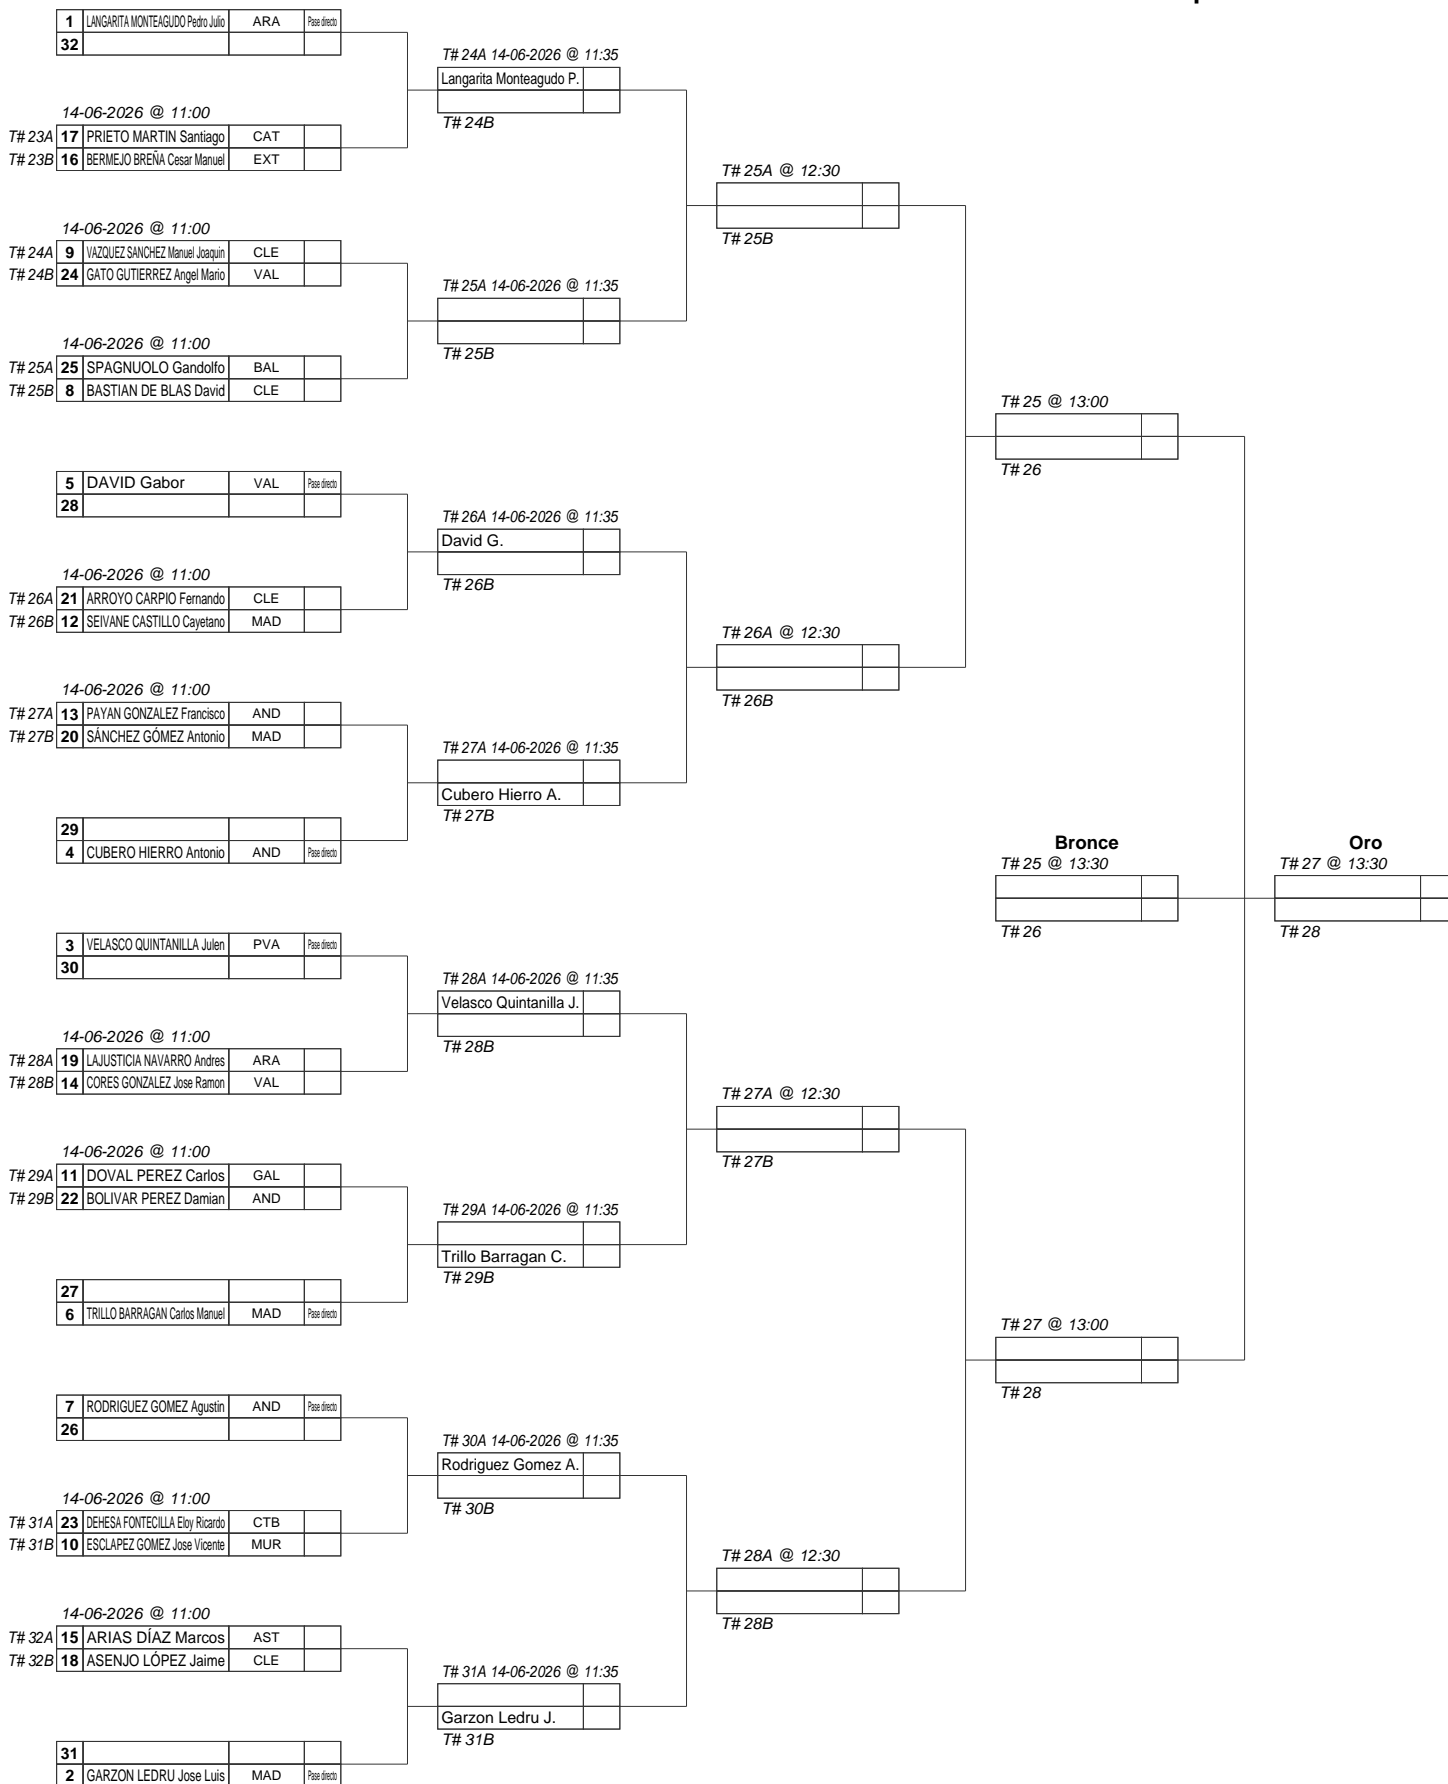 1 LANGARITA MONTEAGUDO Pedro Julio ARA Pase directo
32
14-06-2026 @ 11:00
T# 23A 17 PRIETO MARTIN Santiago CAT
T# 23B 16 BERMEJO BREÑA Cesar Manuel EXT
14-06-2026 @ 11:00
T# 24A 9 VAZQUEZ SANCHEZ Manuel Joaquin CLE
T# 24B 24 GATO GUTIERREZ Angel Mario VAL
14-06-2026 @ 11:00
T# 25A 25 SPAGNUOLO Gandolfo BAL
T# 25B 8 BASTIAN DE BLAS David CLE
5 DAVID Gabor VAL Pase directo
28
14-06-2026 @ 11:00
T# 26A 21 ARROYO CARPIO Fernando CLE
T# 26B 12 SEIVANE CASTILLO Cayetano MAD
14-06-2026 @ 11:00
T# 27A 13 PAYAN GONZALEZ Francisco AND
T# 27B 20 SÁNCHEZ GÓMEZ Antonio MAD
29
4 CUBERO HIERRO Antonio AND Pase directo
3 VELASCO QUINTANILLA Julen PVA Pase directo
30
14-06-2026 @ 11:00
T# 28A 19 LAJUSTICIA NAVARRO Andres ARA
T# 28B 14 CORES GONZALEZ Jose Ramon VAL
14-06-2026 @ 11:00
T# 29A 11 DOVAL PEREZ Carlos GAL
T# 29B 22 BOLIVAR PEREZ Damian AND
27
6 TRILLO BARRAGAN Carlos Manuel MAD Pase directo
7 RODRIGUEZ GOMEZ Agustin AND Pase directo
26
14-06-2026 @ 11:00
T# 31A 23 DEHESA FONTECILLA Eloy Ricardo CTB
T# 31B 10 ESCLAPEZ GOMEZ Jose Vicente MUR
14-06-2026 @ 11:00
T# 32A 15 ARIAS DÍAZ Marcos AST
T# 32B 18 ASENJO LÓPEZ Jaime CLE
31
2 GARZON LEDRU Jose Luis MAD Pase directo
T# 24A 14-06-2026 @ 11:35
Langarita Monteagudo P.
T# 24B
T# 25A 14-06-2026 @ 11:35
T# 25B
T# 26A 14-06-2026 @ 11:35
David G.
T# 26B
T# 27A 14-06-2026 @ 11:35
Cubero Hierro A.
T# 27B
T# 28A 14-06-2026 @ 11:35
Velasco Quintanilla J.
T# 28B
T# 29A 14-06-2026 @ 11:35
Trillo Barragan C.
T# 29B
T# 30A 14-06-2026 @ 11:35
Rodriguez Gomez A.
T# 30B
T# 31A 14-06-2026 @ 11:35
Garzon Ledru J.
T# 31B
T# 25A @ 12:30
T# 25B
T# 26A @ 12:30
T# 26B
T# 27A @ 12:30
T# 27B
T# 28A @ 12:30
T# 28B
T# 25 @ 13:00
T# 26
Bronce
T# 25 @ 13:30
T# 26
T# 27 @ 13:00
T# 28
Oro
T# 27 @ 13:30
T# 28